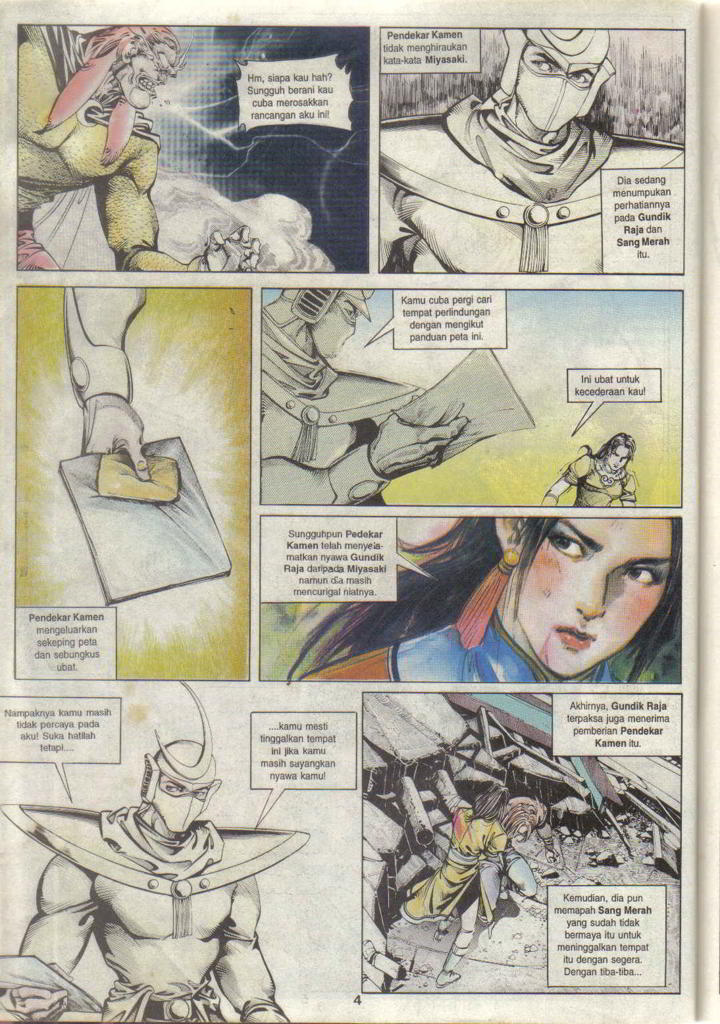 Hm, siapa kau hah?
Sungguh berani kau
cuba merosakkan
rancangan aku ini!
Pendekar Kamen
tidak menghiraukan
kata-kata Miyasaki.
Dia sedang
menumpukan
perhatiannya
pada Gundik
Raja dan
Sang Merah
itu.
Pendekar Kamen
mengeluarkan
sekeping peta
dan sebungkus
ubat.
Kamu cuba pergi cari
tempat perlindungan
dengan mengikut
panduan peta ini.
Ini ubat untuk
kecederaan kau!
Sungguhpun Pedekar
Kamen telah menyela-
matkan nyawa Gundik
Raja daripada Miyasaki
namun dia masih
mencurigai niatnya.
Nampaknya kamu masih
tidak percaya pada
aku! Suka hatilah
tetapi....
....kamu mesti
tinggalkan tempat
ini jika kamu
masih sayangkan
nyawa kamu!
Akhirnya, Gundik Raja
terpaksa juga menerima
pemberian Pendekar
Kamen itu.
Kemudian, dia pun
memapah Sang Merah
yang sudah tidak
bermaya itu untuk
meninggalkan tempat
itu dengan segera.
Dengan tiba-tiba...
4